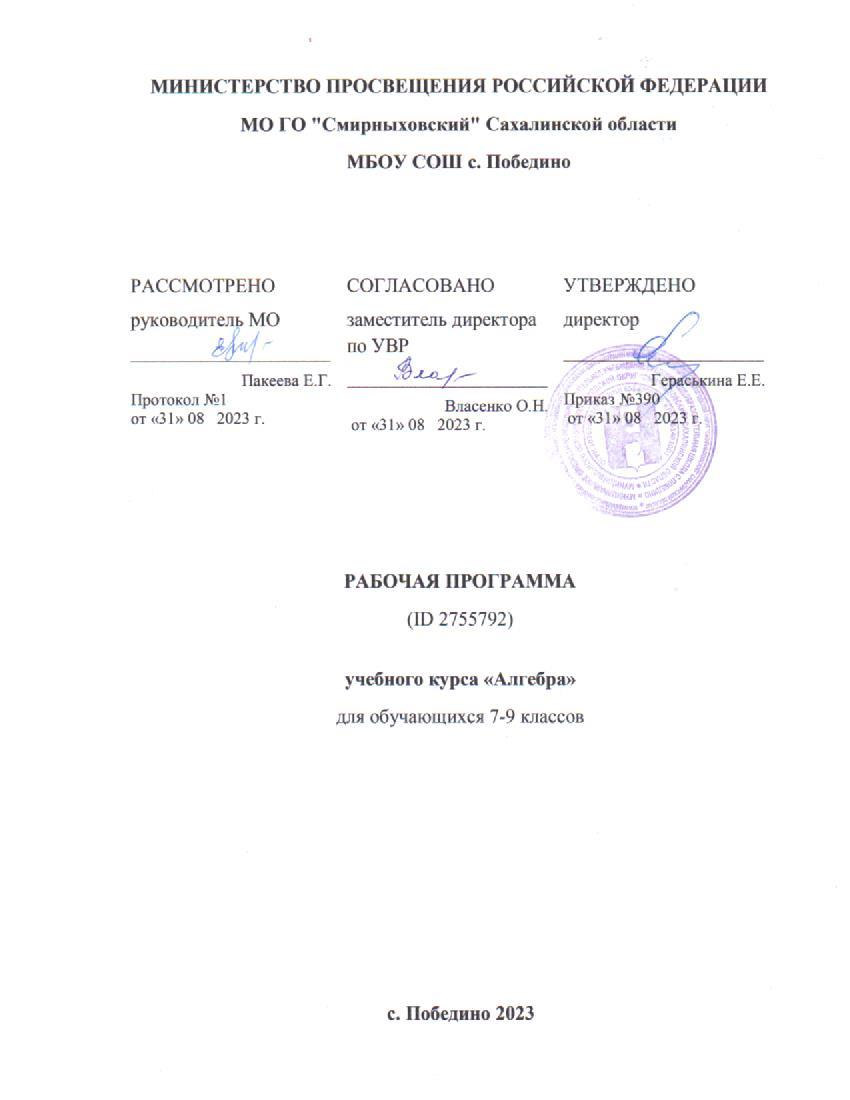 МИНИСТЕРСТВО ПРОСВЕЩЕНИЯ РОССИЙСКОЙ ФЕДЕРАЦИИ
МО ГО "Смирныховский" Сахалинской области
МБОУ СОШ с. Победино
РАССМОТРЕНО
руководитель МО
Пакеева Е.Г.
Протокол №1
от «31» 08 2023 г.
СОГЛАСОВАНО
заместитель директора
по УВР
Власенко О.Н.
от «31» 08 2023 г.
УТВЕРЖДЕНО
директор
Гераськина Е.Е.
Приказ №390
от «31» 08 2023 г.
РАБОЧАЯ ПРОГРАММА
(ID 2755792)
учебного курса «Алгебра»
для обучающихся 7-9 классов
с. Победино 2023